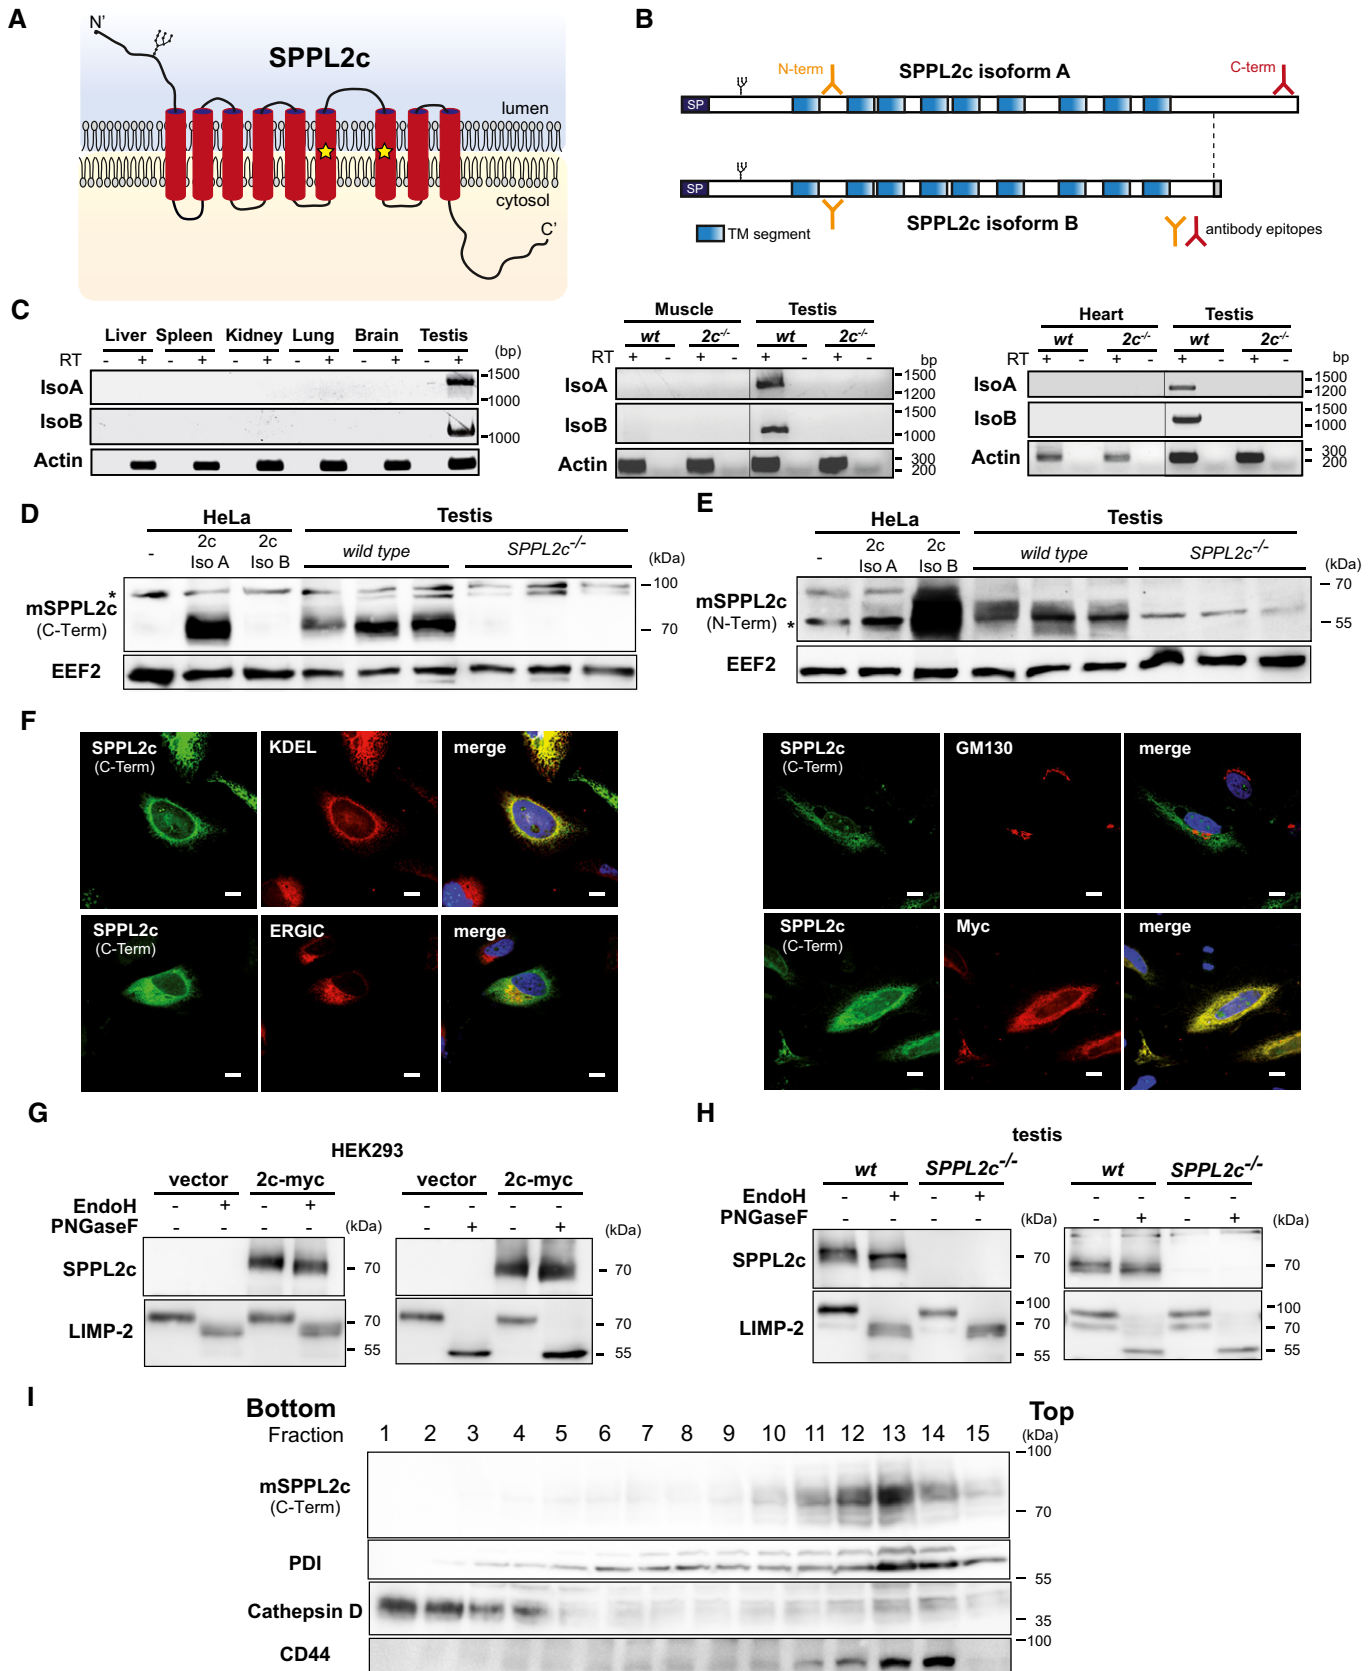 A
N'
SPPL2c
lumen
cytosol
C'
B
N-term
SPPL2c isoform A
C-term
SP
SP
SPPL2c isoform B
TM segment
antibody epitopes
C
Liver Spleen Kidney Lung Brain Testis
RT - + - + - + - + - + - + (bp)
IsoA
1500
1000
IsoB
1000
Actin
Muscle Testis
wt 2c-/- wt 2c-/-
RT + - + - + - + - bp
IsoA
1500
1200
IsoB
1500
1000
Actin
300
200
Heart Testis
wt 2c-/- wt 2c-/-
RT + - + - + - + - bp
IsoA
1500
1200
IsoB
1500
1000
Actin
300
200
D
HeLa Testis
- 2c Iso A 2c Iso B wild type SPPL2c-/- (kDa)
*
mSPPL2c
(C-Term)
100
70
EEF2
E
HeLa Testis
- 2c Iso A 2c Iso B wild type SPPL2c-/- (kDa)
mSPPL2c
(N-Term)
*
70
55
EEF2
F
SPPL2c
(C-Term)
KDEL
merge
SPPL2c
(C-Term)
GM130
merge
SPPL2c
(C-Term)
ERGIC
merge
SPPL2c
(C-Term)
Myc
merge
G
HEK293
vector 2c-myc vector 2c-myc
EndoH - + - + - - - -
PNGaseF - - - - (kDa) - + - + (kDa)
SPPL2c
70
70
LIMP-2
70
55
70
55
H
testis
wt SPPL2c-/- wt SPPL2c-/-
EndoH - + - + - - - -
PNGaseF - - - - (kDa) - + - + (kDa)
SPPL2c
70
70
LIMP-2
100
70
55
100
70
55
I
Bottom Top
Fraction 1 2 3 4 5 6 7 8 9 10 11 12 13 14 15 (kDa)
mSPPL2c
(C-Term)
100
70
PDI
55
Cathepsin D
35
CD44
100